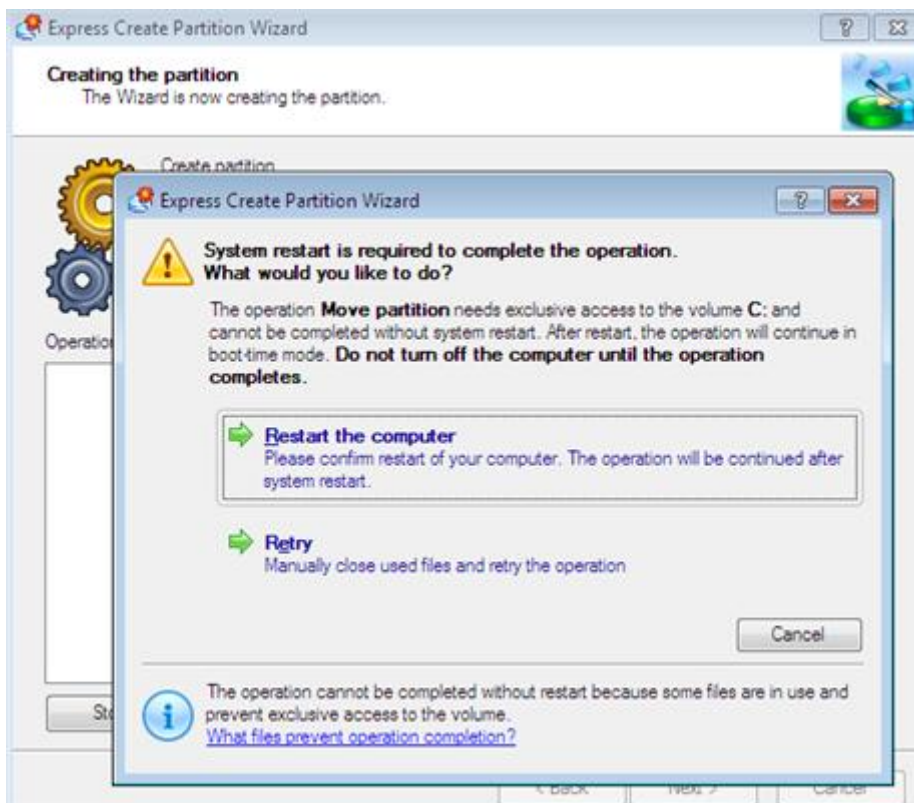 Express Create Partition Wizard
Creating the partition
The Wizard is now creating the partition.
Create partition
Express Create Partition Wizard
System restart is required to complete the operation.
What would you like to do?
The operation Move partition needs exclusive access to the volume C: and
cannot be completed without system restart. After restart, the operation will continue in
boot-time mode. Do not turn off the computer until the operation
completes.
Restart the computer
Please confirm restart of your computer. The operation will be continued after
system restart.
Retry
Manually close used files and retry the operation
Cancel
The operation cannot be completed without restart because some files are in use and
prevent exclusive access to the volume.
What files prevent operation completion?
< Back
Next >
Cancel